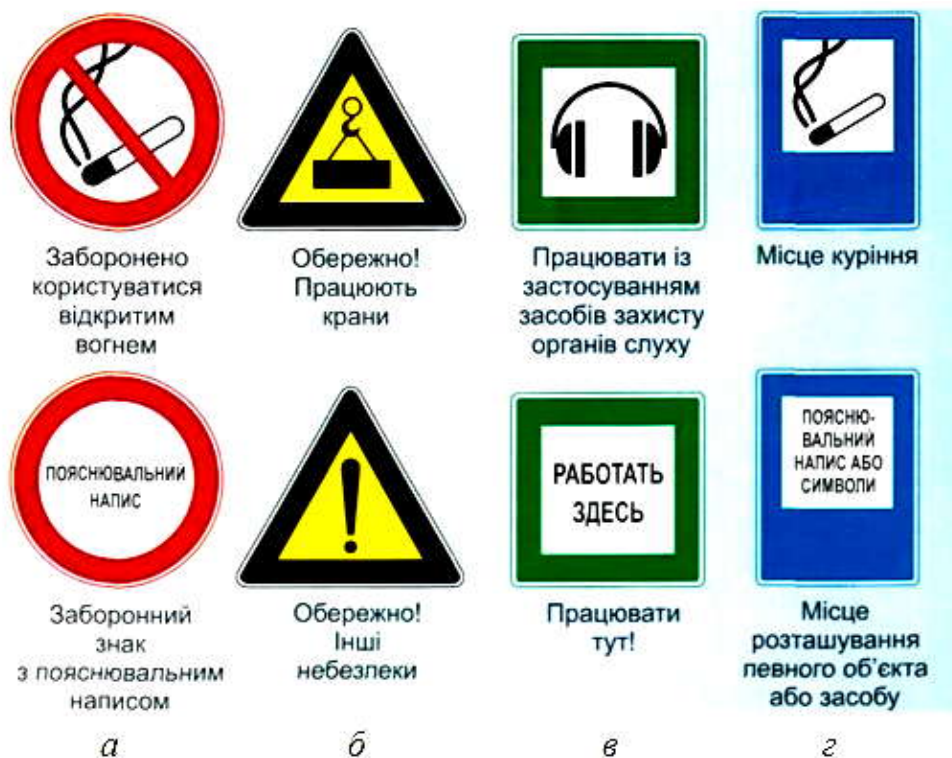 Заборонено
користуватися
відкритим
вогнем
Обережно!
Працюють
крани
Працювати із
застосуванням
засобів захисту
органів слуху
Місце куріння
ПОЯСНЮВАЛЬНИЙ
НАПИС
РАБОТАТЬ
ЗДЕСЬ
ПОЯСНЮ-
ВАЛЬНИЙ
НАПИС АБО
СИМВОЛИ
Заборонний
знак
з пояснювальним
написом
Обережно!
Інші
небезлеки
Працювати
тут!
Місце
розташування
певного об'єкта
або засобу
а
б
в
г